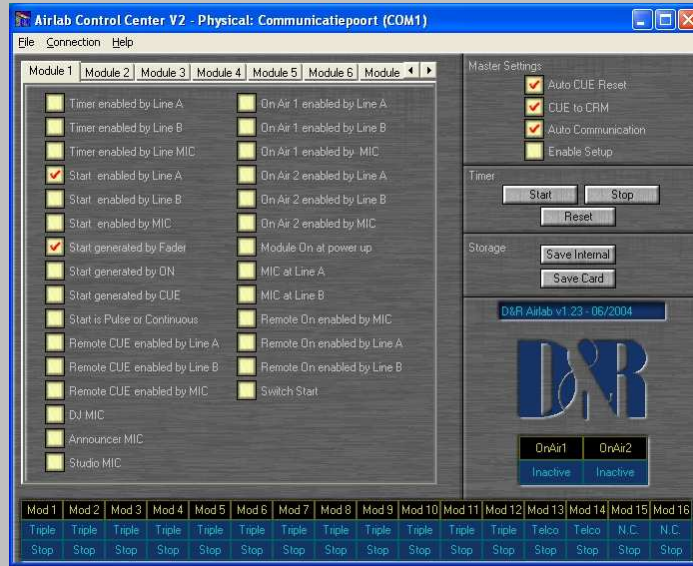 Airlab Control Center V2 - Physical: Communicatiepoort (COM1)
File Connection Help
Module 1 Module 2 Module 3 Module 4 Module 5 Module 6 Module
Timer enabled by Line A
Timer enabled by Line B
Timer enabled by Line MIC
Start enabled by Line A
Start enabled by Line B
Start enabled by MIC
Start generated by Fader
Start generated by ON
Start generated by CUE
Start is Pulse or Continuous
Remote CUE enabled by Line A
Remote CUE enabled by Line B
Remote CUE enabled by MIC
DJ MIC
Announcer MIC
Studio MIC
On Air 1 enabled by Line A
On Air 1 enabled by Line B
On Air 1 enabled by MIC
On Air 2 enabled by Line A
On Air 2 enabled by Line B
On Air 2 enabled by MIC
Module On at power up
MIC at Line A
MIC at Line B
Remote On enabled by MIC
Remote On enabled by Line A
Remote On enabled by Line B
Switch Start
Master Settings
Auto CUE Reset
CUE to CRM
Auto Communication
Enable Setup
Timer
Start Stop
Reset
Storage
Save Internal
Save Card
D&R Airlab v1.23 - 06/2004
D&R
OnAir1 OnAir2
Inactive Inactive
Mod 1 Mod 2 Mod 3 Mod 4 Mod 5 Mod 6 Mod 7 Mod 8 Mod 9 Mod 10 Mod 11 Mod 12 Mod 13 Mod 14 Mod 15 Mod 16
Triple Triple Triple Triple Triple Triple Triple Triple Triple Triple Triple Triple Telco Telco N.C. N.C.
Stop Stop Stop Stop Stop Stop Stop Stop Stop Stop Stop Stop Stop Stop Stop Stop